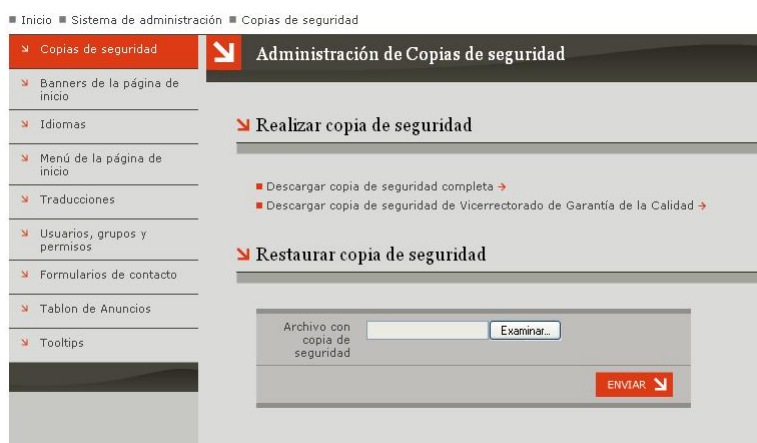 Inicio Sistema de administración Copias de seguridad
Copias de seguridad
Banners de la página de
inicio
Idiomas
Menú de la página de
inicio
Traducciones
Usuarios, grupos y
permisos
Formularios de contacto
Tablon de Anuncios
Tooltips
Administración de Copias de seguridad
Realizar copia de seguridad
Descargar copia de seguridad completa
Descargar copia de seguridad de Vicerrectorado de Garantía de la Calidad
Restaurar copia de seguridad
Archivo con
copia de
seguridad
Examinar...
ENVIAR